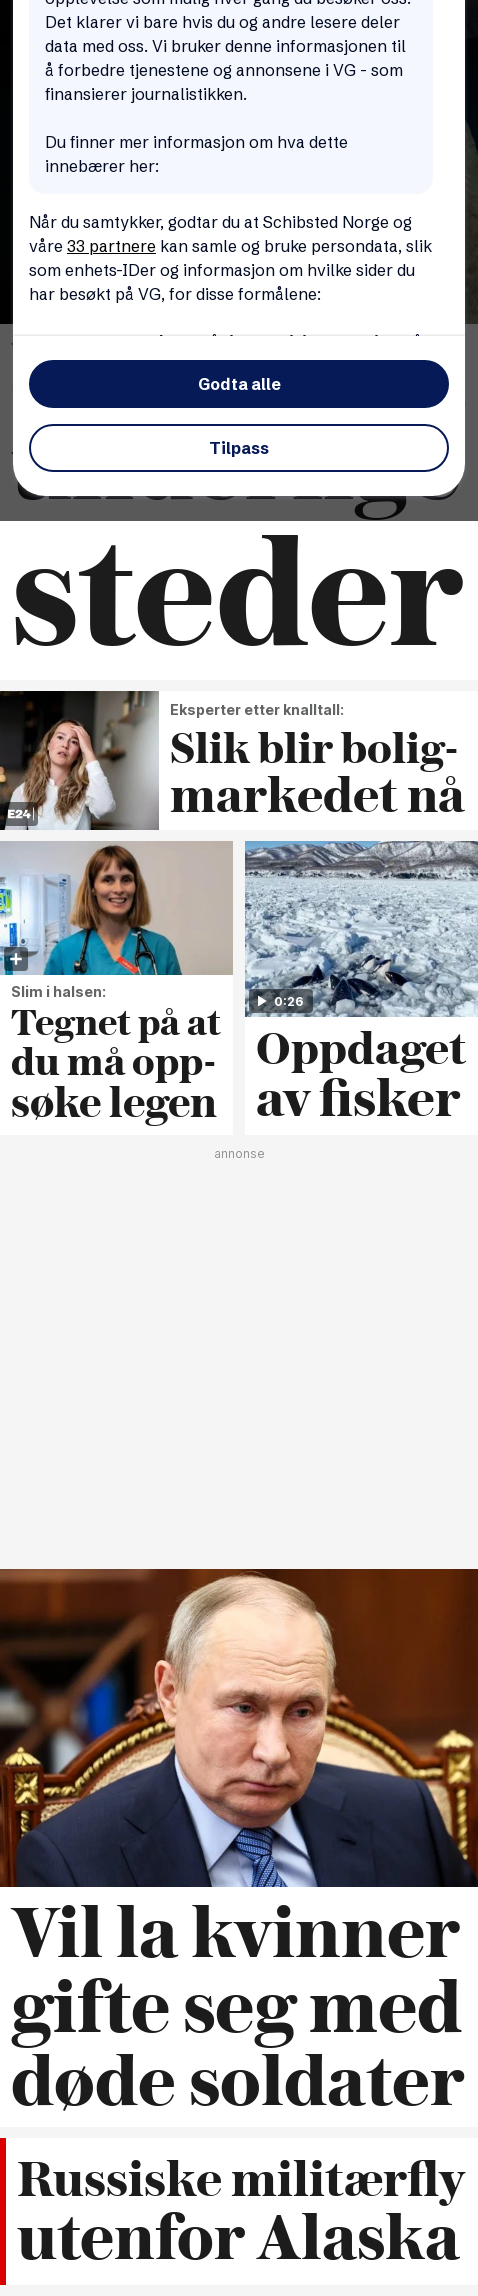 Det klarer vi bare hvis du og andre lesere deler
data med oss. Vi bruker denne informasjonen til
å forbedre tjenestene og annonsene i VG - som
finansierer journalistikken.
Du finner mer informasjon om hva dette
innebærer her:
Når du samtykker, godtar du at Schibsted Norge og
våre 33 partnere kan samle og bruke persondata, slik
som enhets-IDer og informasjon om hvilke sider du
har besøkt på VG, for disse formålene:
Godta alle
Tilpass
steder
E24
Eksperter etter knalltall:
Slik blir bolig-
markedet nå
Slim i halsen:
Tegnet på at
du må opp-
søke legen
0:26
Oppdaget
av fisker
annonse
Vil la kvinner
gifte seg med
døde soldater
Russiske militærfly
utenfor Alaska